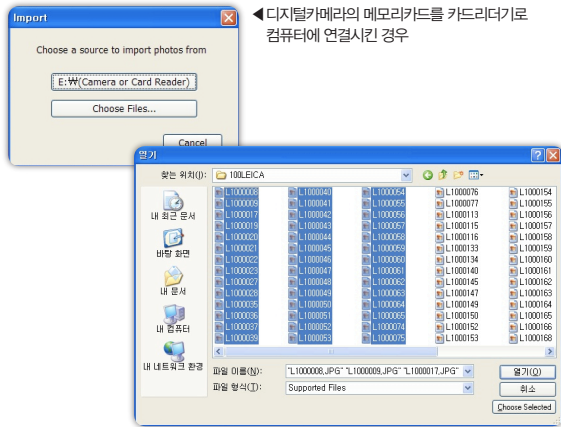 Import
Choose a source to import photos from
E:₩(Camera or Card Reader)
Choose Files...
Cancel
◀디지털카메라의 메모리카드를 카드리더기로
컴퓨터에 연결시킨 경우
열기
찾는 위치(I): 100LEICA
내 최근 문서
바탕 화면
내 문서
내 컴퓨터
내 네트워크 환경
L1000008 L1000040 L1000054 L1000076 L1000154
L1000009 L1000041 L1000055 L1000077 L1000155
L1000017 L1000042 L1000056 L1000113 L1000156
L1000019 L1000043 L1000057 L1000115 L1000157
L1000020 L1000044 L1000058 L1000116 L1000158
L1000021 L1000045 L1000059 L1000133 L1000159
L1000022 L1000046 L1000060 L1000134 L1000160
L1000023 L1000047 L1000061 L1000140 L1000161
L1000027 L1000048 L1000062 L1000145 L1000162
L1000028 L1000049 L1000063 L1000147 L1000163
L1000035 L1000050 L1000064 L1000149 L1000164
L1000036 L1000051 L1000065 L1000150 L1000165
L1000037 L1000052 L1000074 L1000152 L1000166
L1000039 L1000053 L1000075 L1000153 L1000168
파일 이름(N): "L1000008.JPG" "L1000009.JPG" "L1000017.JPG"
열기(O)
파일 형식(T): Supported Files
취소
Choose Selected